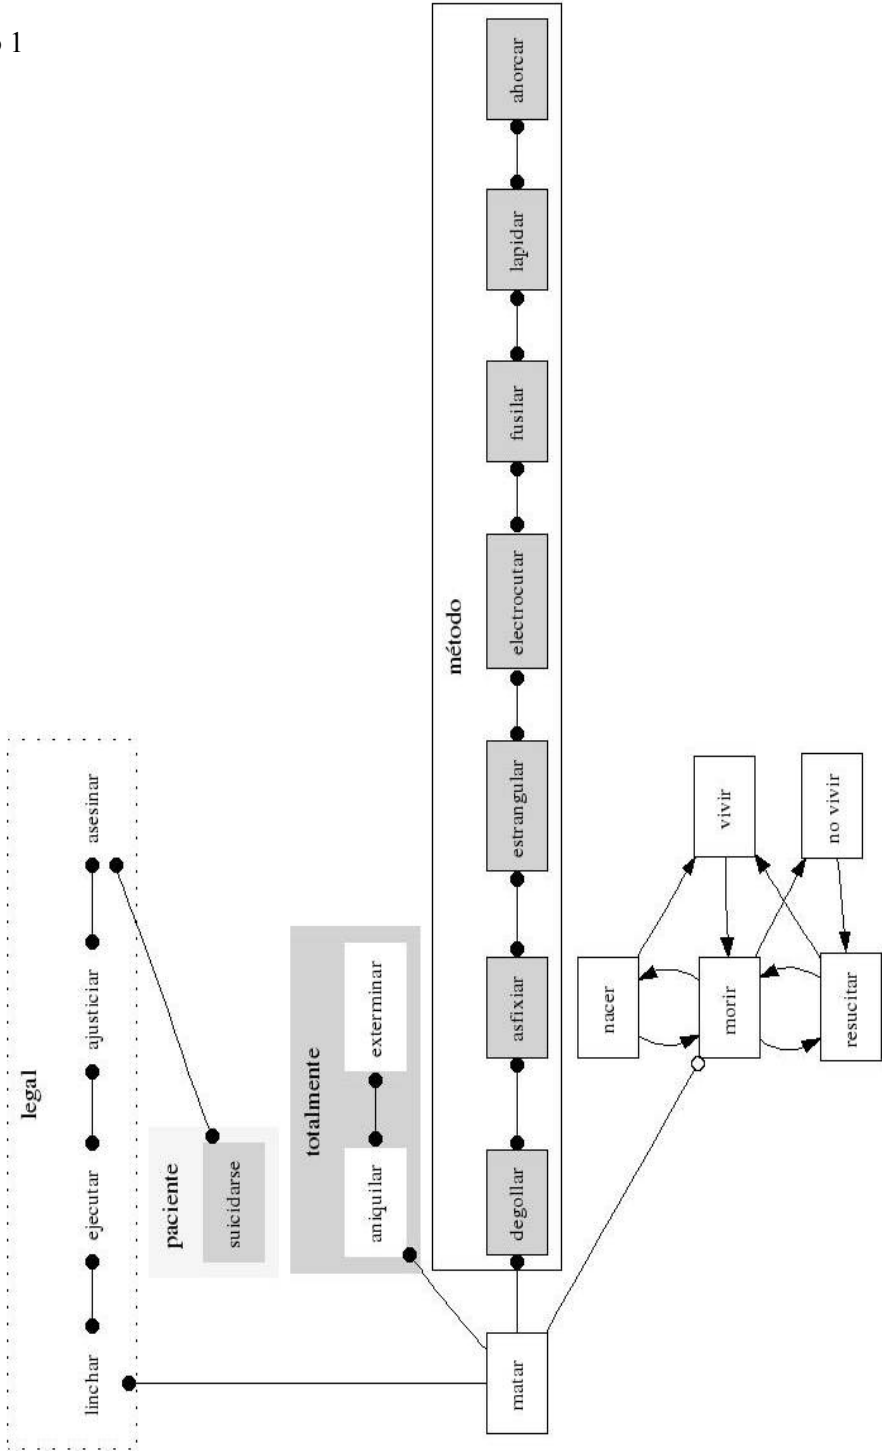 o 1
legal
linchar
ejecutar
ajusticiar
asesinar
paciente
suicidarse
totalmente
aniquilar
exterminar
método
degollar
asfixiar
estrangular
electrocutar
fusilar
lapidar
ahorcar
matar
nacer
morir
resucitar
vivir
no vivir